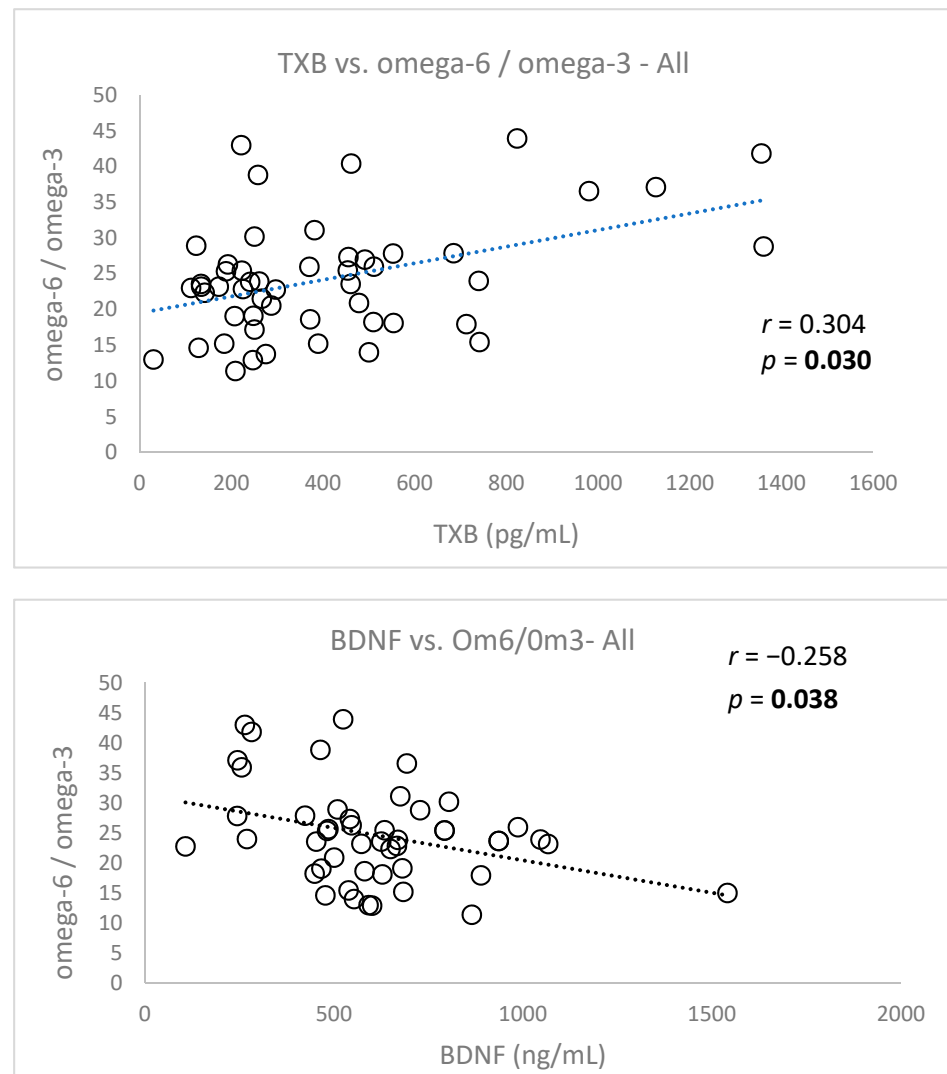 TXB vs. omega-6 / omega-3 - All
50
45
40
35
30
25
20
15
10
5
0
omega-6 / omega-3
r = 0.304
p = 0.030
0 200 400 600 800 1000 1200 1400 1600
TXB (pg/mL)
BDNF vs. Om6/0m3- All
r = −0.258
p = 0.038
50
45
40
35
30
25
20
15
10
5
0
omega-6 / omega-3
0 500 1000 1500 2000
BDNF (ng/mL)